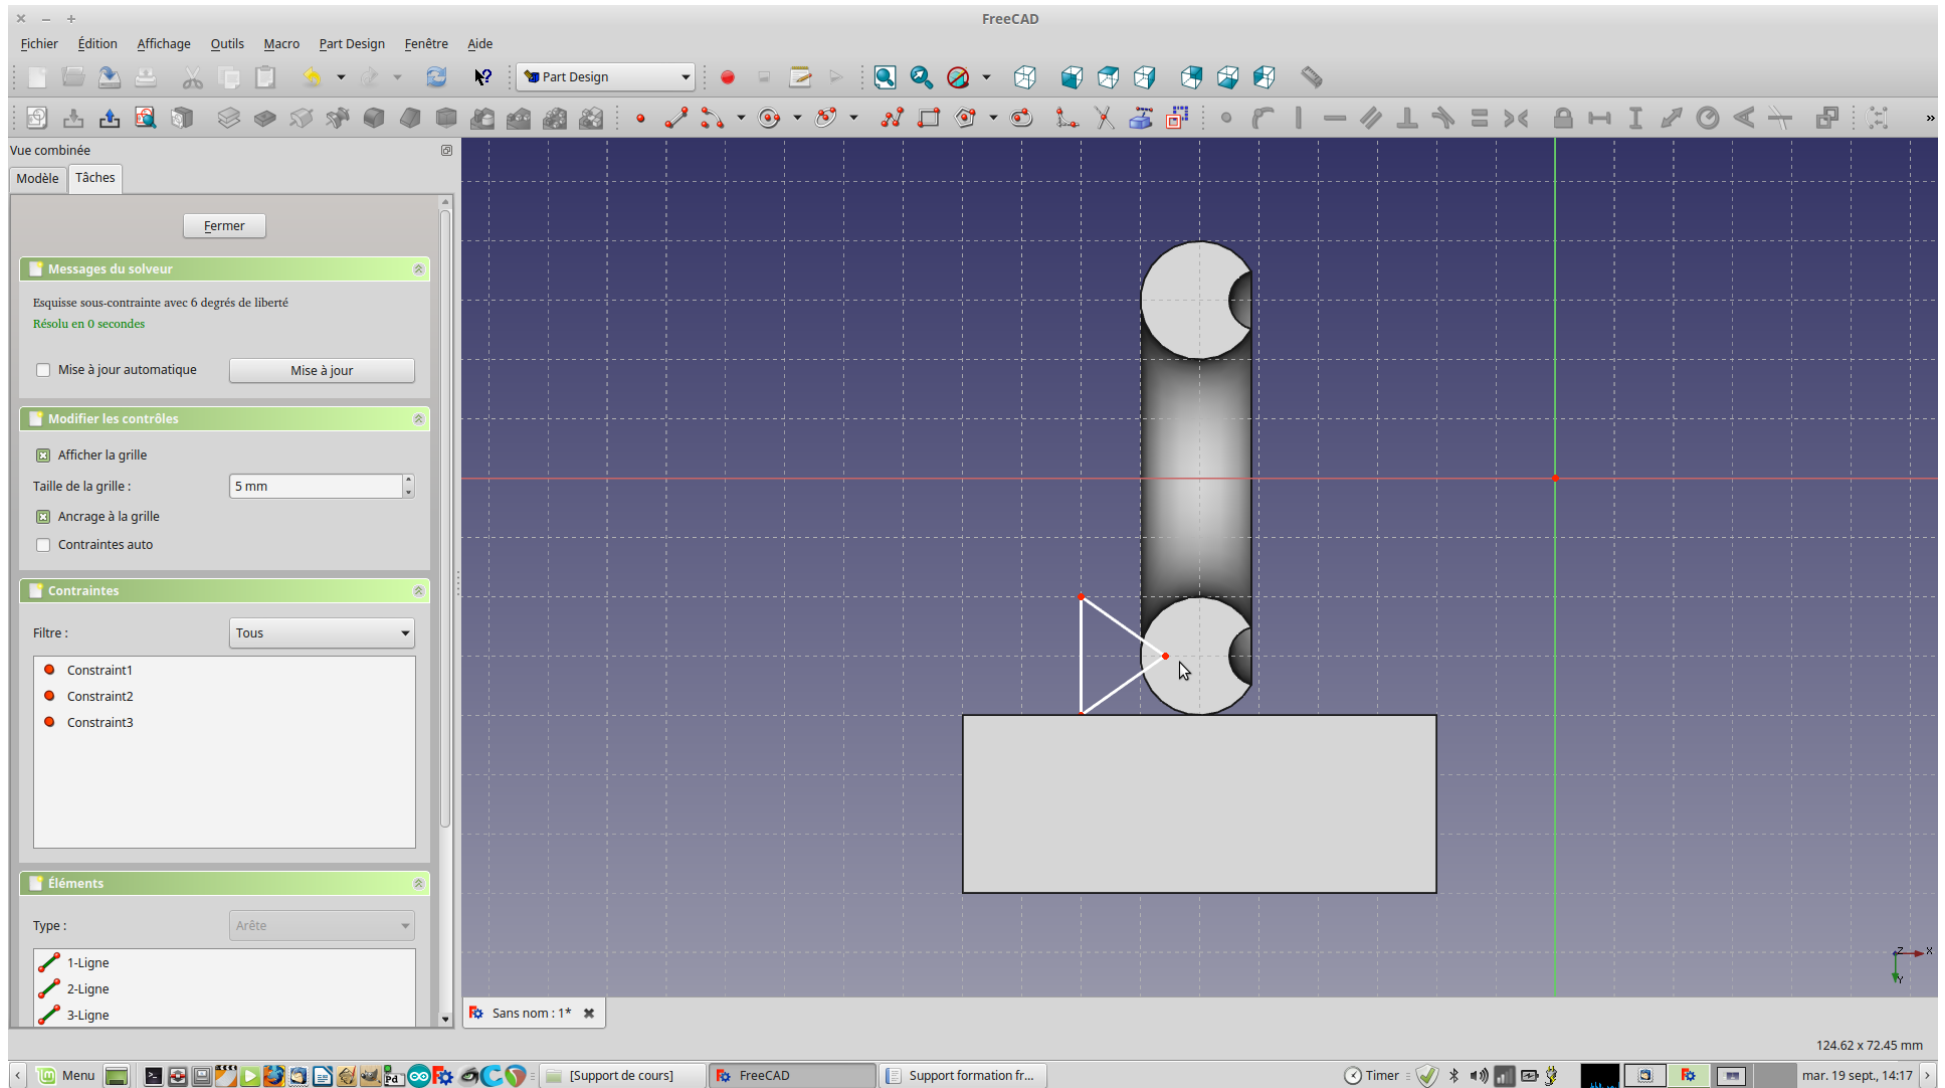 FreeCAD
Fichier Édition Affichage Outils Macro Part Design Fenêtre Aide
Part Design
Vue combinée
Modèle Tâches
Fermer
Messages du solveur
Esquisse sous-contrainte avec 6 degrés de liberté
Résolu en 0 secondes
Mise à jour automatique Mise à jour
Modifier les contrôles
Afficher la grille
Taille de la grille : 5 mm
Ancrage à la grille
Contraintes auto
Contraintes
Filtre : Tous
Constraint1
Constraint2
Constraint3
Éléments
Type : Arête
1-Ligne
2-Ligne
3-Ligne
Z X
Y
Sans nom : 1*
124.62 x 72.45 mm
Menu Pd [Support de cours] FreeCAD Support formation fr... Timer mar. 19 sept., 14:17